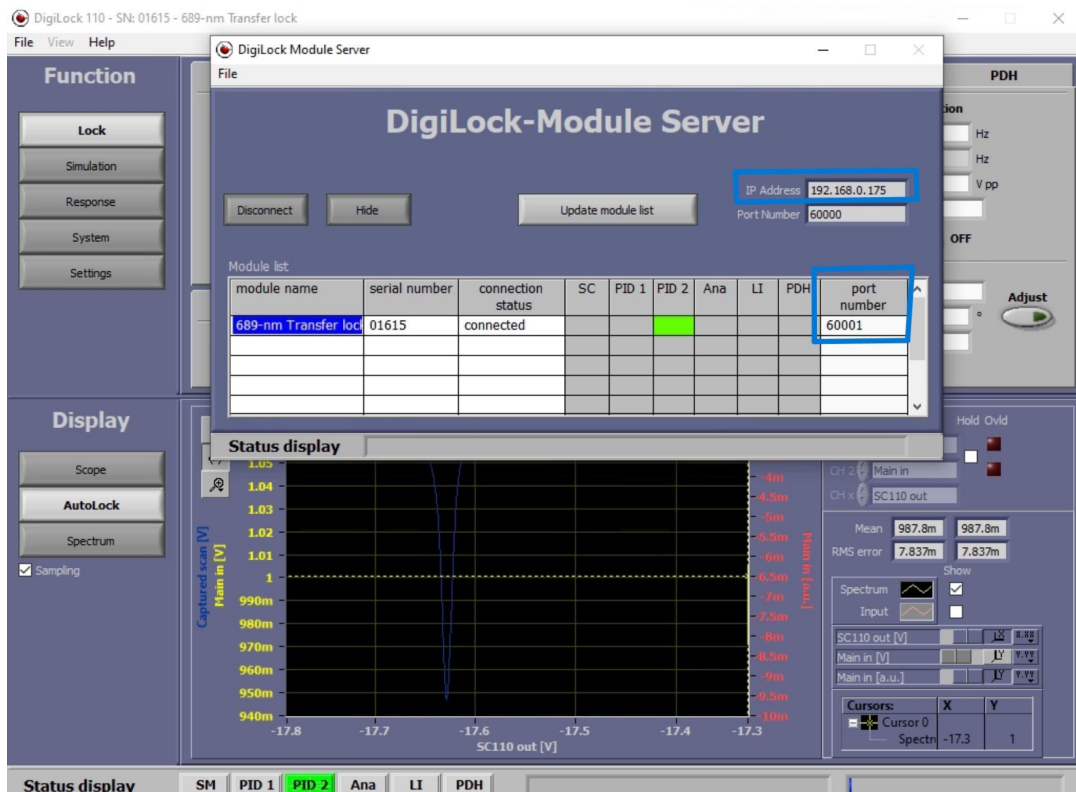 DigiLock 110 - SN: 01615 - 689-nm Transfer lock
File View Help
DigiLock Module Server
File
DigiLock-Module Server
IP Address 192.168.0.175
Port Number 60000
Disconnect Hide Update module list
Module list
module name serial number connection status SC PID 1 PID 2 Ana LI PDH port number
689-nm Transfer loc 01615 connected 60001
Status display
Function
Lock
Simulation
Response
System
Settings
PDH
Hz
Hz
V pp
OFF
Adjust
°
Display
Scope
AutoLock
Spectrum
Sampling
Captured scan [V]
Main in [V]
1.05
1.04
1.03
1.02
1.01
1
990m
980m
970m
960m
950m
940m
-17.8 -17.7 -17.6 -17.5 -17.4 -17.3
SC110 out [V]
-4m
-4.5m
-5m
-5.5m
-6m
-6.5m
-7m
-7.5m
-8m
-8.5m
-9m
-9.5m
-10m
Main in [a.u.]
Hold Ovld
CH 2 Main in
CH x SC110 out
Mean 987.8m 987.8m
RMS error 7.837m 7.837m
Show
Spectrum
Input
SC110 out [V]
Main in [V]
Main in [a.u.]
Cursors: X Y
Cursor 0
Spectr -17.3 1
Status display SM PID 1 PID 2 Ana LI PDH